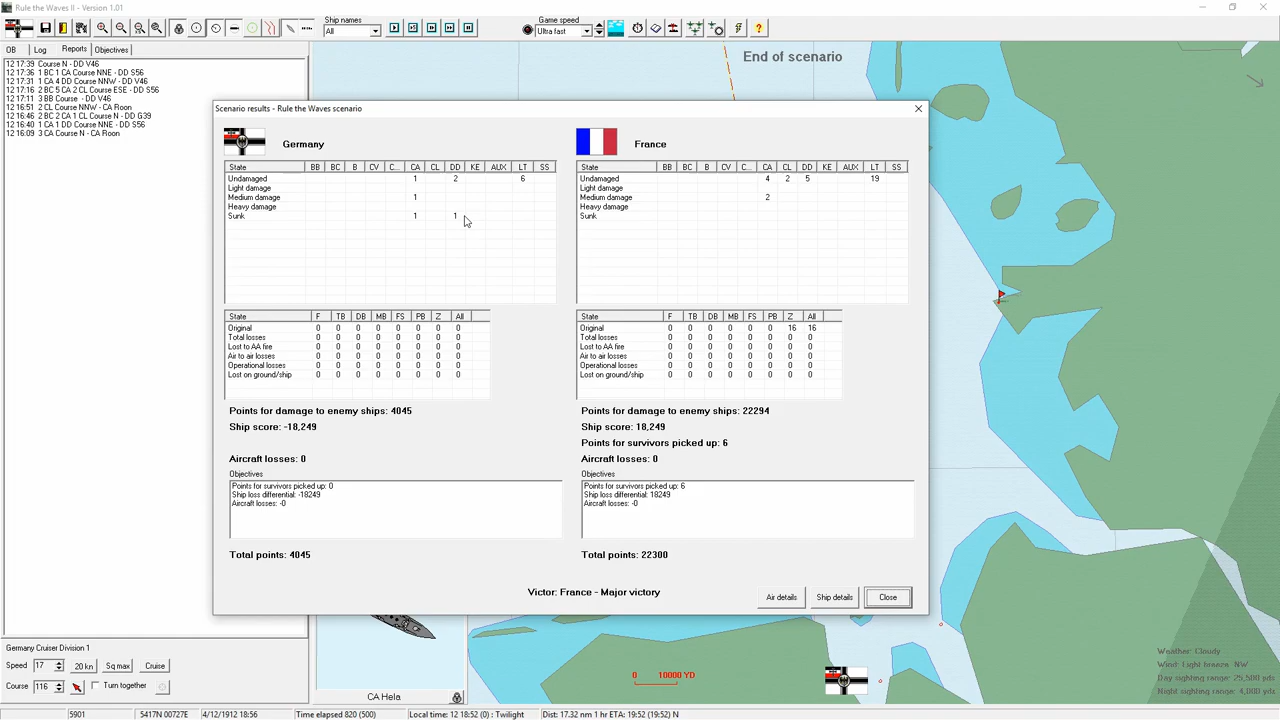 Rule the Waves II - Version 1.01
Ship names
All
Game speed
Ultra fast
OB Log Reports Objectives
12 17:39 Course N - DD V46
12 17:36 1 BC 1 CA Course NNE - DD S56
12 17:31 1 CA 4 DD Course NNW - DD V46
12 17:16 2 BC 5 CA 2 CL Course ESE - DD S56
12 17:11 3 BB Course - DD V46
12 16:51 2 CL Course NNW - CA Roon
12 16:46 2 BC 2 CA 1 CL Course N - DD G39
12 16:40 1 CA 1 DD Course NNE - DD S56
12 16:09 3 CA Course N - CA Roon
End of scenario
Scenario results - Rule the Waves scenario
Germany
State BB BC B CV C... CA CL DD KE AUX LT SS
Undamaged 1 2 6
Light damage
Medium damage 1
Heavy damage
Sunk 1 1
State F TB DB MB FS PB Z All
Original 0 0 0 0 0 0 0 0
Total losses 0 0 0 0 0 0 0 0
Lost to AA fire 0 0 0 0 0 0 0 0
Air to air losses 0 0 0 0 0 0 0 0
Operational losses 0 0 0 0 0 0 0 0
Lost on ground/ship 0 0 0 0 0 0 0 0
Points for damage to enemy ships: 4045
Ship score: -18,249
Aircraft losses: 0
Objectives
Points for survivors picked up: 0
Ship loss differential: -18249
Aircraft losses: -0
Total points: 4045
France
State BB BC B CV C... CA CL DD KE AUX LT SS
Undamaged 4 2 5 19
Light damage
Medium damage 2
Heavy damage
Sunk
State F TB DB MB FS PB Z All
Original 0 0 0 0 0 0 16 16
Total losses 0 0 0 0 0 0 0 0
Lost to AA fire 0 0 0 0 0 0 0 0
Air to air losses 0 0 0 0 0 0 0 0
Operational losses 0 0 0 0 0 0 0 0
Lost on ground/ship 0 0 0 0 0 0 0 0
Points for damage to enemy ships: 22294
Ship score: 18,249
Points for survivors picked up: 6
Aircraft losses: 0
Objectives
Points for survivors picked up: 6
Ship loss differential: 18249
Aircraft losses: -0
Total points: 22300
Victor: France - Major victory
Air details Ship details Close
Germany Cruiser Division 1
Speed 17 20 kn Sq max Cruise
Course 116 Turn together
CA Hela
0 10000 YD
Weather: Cloudy
Wind: Light breeze NW
Day sighting range: 25,500 yds
Night sighting range: 4,000 yds
5901 5417N 00727E 4/12/1912 18:56 Time elapsed 820 (500) Local time: 12 18:52 (0) : Twilight Dist: 17.32 nm 1 hr ETA: 19:52 (19:52) N